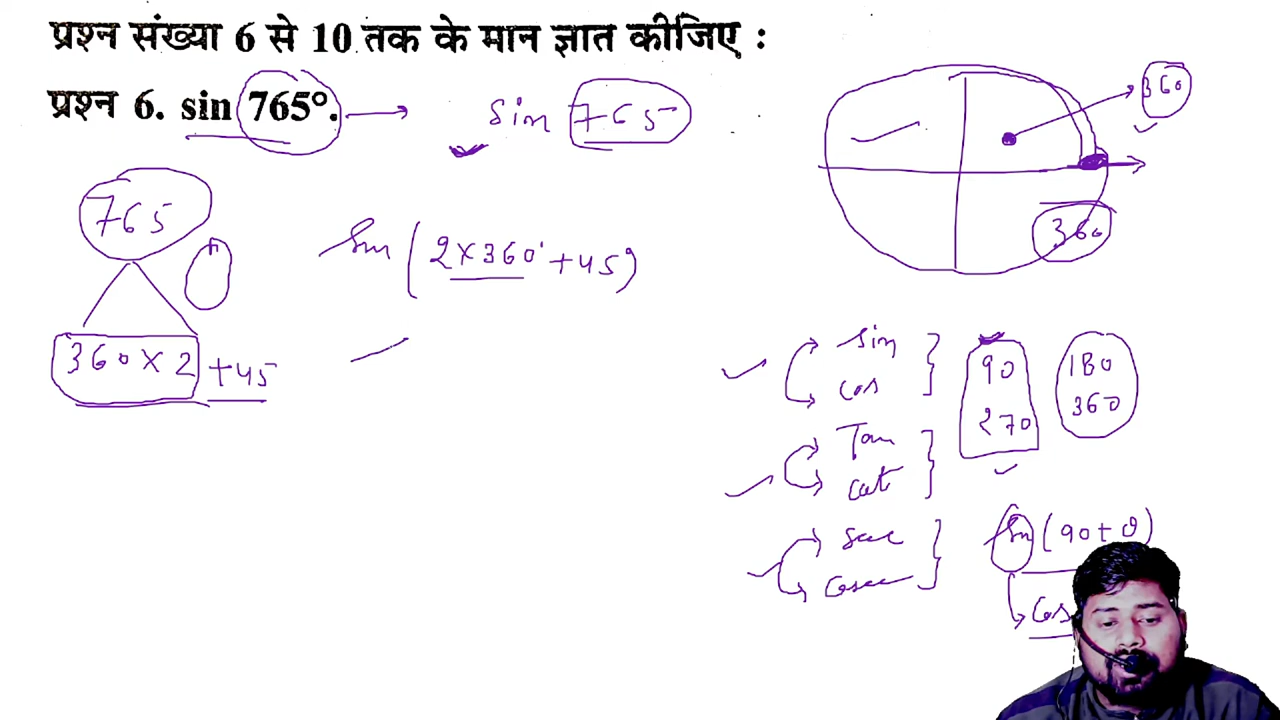 प्रश्न संख्या 6 से 10 तक के मान ज्ञात कीजिए :
प्रश्न 6. sin 765°.
sin 765
360
765
sin (2×360°+45)
360
360×2 +45
sin
cos
90
270
180
360
Tan
cot
sec
cosec
sin (90+θ)
cos